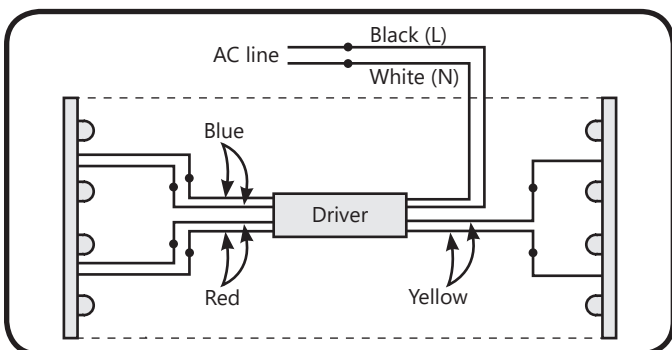 Black (L)
AC line
White (N)
Blue
Driver
Red
Yellow